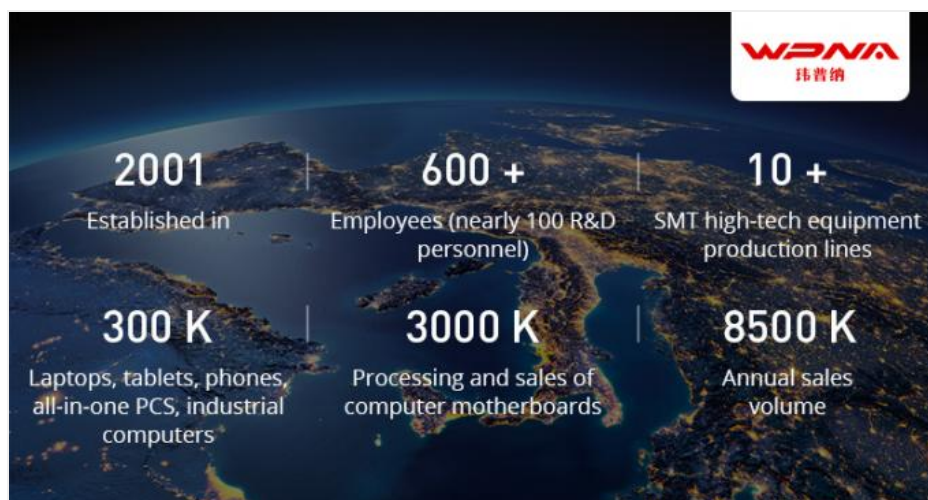 WPNA
玮普纳
2001
Established in
600 +
Employees (nearly 100 R&D
personnel)
10 +
SMT high-tech equipment
production lines
300 K
Laptops, tablets, phones,
all-in-one PCS, industrial
computers
3000 K
Processing and sales of
computer motherboards
8500 K
Annual sales
volume